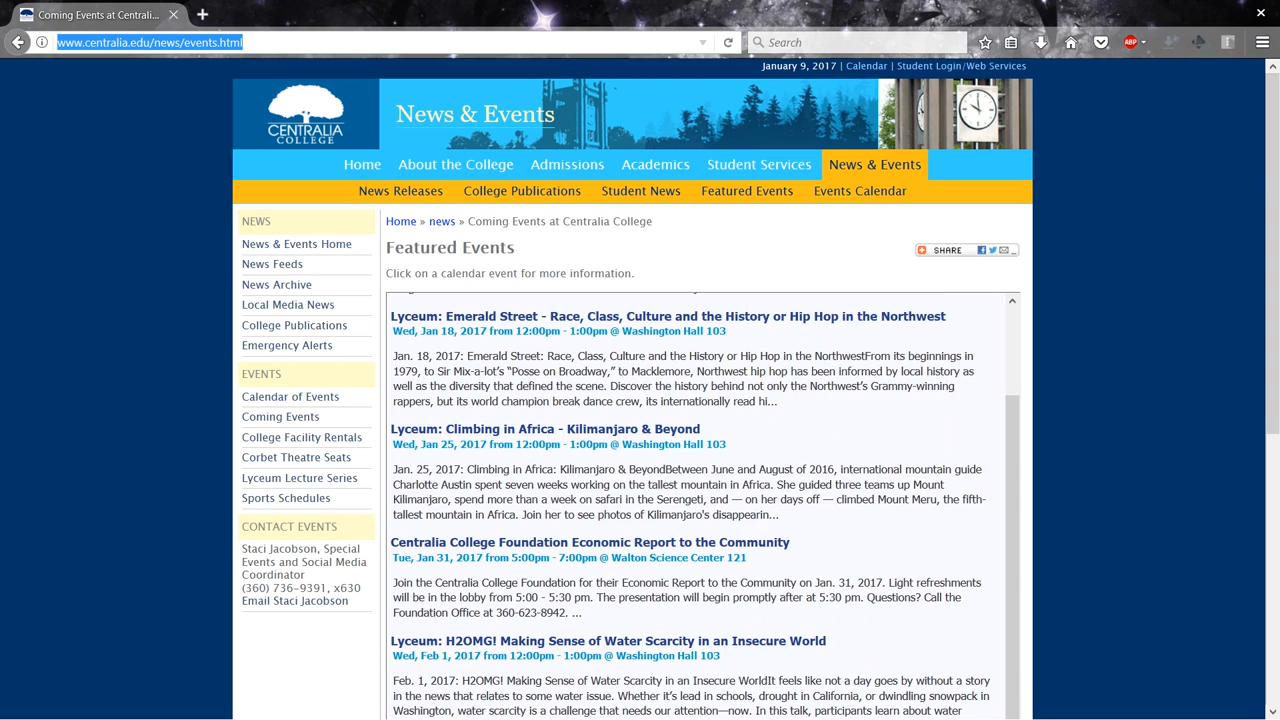 Coming Events at Centrali...
www.centralia.edu/news/events.html
Search
ABP
January 9, 2017 | Calendar | Student Login/Web Services
CENTRALIA
COLLEGE
News & Events
Home About the College Admissions Academics Student Services News & Events
News Releases College Publications Student News Featured Events Events Calendar
NEWS
News & Events Home
News Feeds
News Archive
Local Media News
College Publications
Emergency Alerts
EVENTS
Calendar of Events
Coming Events
College Facility Rentals
Corbet Theatre Seats
Lyceum Lecture Series
Sports Schedules
CONTACT EVENTS
Staci Jacobson, Special
Events and Social Media
Coordinator
(360) 736-9391, x630
Email Staci Jacobson
Home » news » Coming Events at Centralia College
Featured Events
SHARE
Click on a calendar event for more information.
Lyceum: Emerald Street - Race, Class, Culture and the History or Hip Hop in the Northwest
Wed, Jan 18, 2017 from 12:00pm - 1:00pm @ Washington Hall 103
Jan. 18, 2017: Emerald Street: Race, Class, Culture and the History or Hip Hop in the NorthwestFrom its beginnings in
1979, to Sir Mix-a-lot’s “Posse on Broadway,” to Macklemore, Northwest hip hop has been informed by local history as
well as the diversity that defined the scene. Discover the history behind not only the Northwest’s Grammy-winning
rappers, but its world champion break dance crew, its internationally read hi...
Lyceum: Climbing in Africa - Kilimanjaro & Beyond
Wed, Jan 25, 2017 from 12:00pm - 1:00pm @ Washington Hall 103
Jan. 25, 2017: Climbing in Africa: Kilimanjaro & BeyondBetween June and August of 2016, international mountain guide
Charlotte Austin spent seven weeks working on the tallest mountain in Africa. She guided three teams up Mount
Kilimanjaro, spend more than a week on safari in the Serengeti, and — on her days off — climbed Mount Meru, the fifth-
tallest mountain in Africa. Join her to see photos of Kilimanjaro's disappearin...
Centralia College Foundation Economic Report to the Community
Tue, Jan 31, 2017 from 5:00pm - 7:00pm @ Walton Science Center 121
Join the Centralia College Foundation for their Economic Report to the Community on Jan. 31, 2017. Light refreshments
will be in the lobby from 5:00 - 5:30 pm. The presentation will begin promptly after at 5:30 pm. Questions? Call the
Foundation Office at 360-623-8942. ...
Lyceum: H2OMG! Making Sense of Water Scarcity in an Insecure World
Wed, Feb 1, 2017 from 12:00pm - 1:00pm @ Washington Hall 103
Feb. 1, 2017: H2OMG! Making Sense of Water Scarcity in an Insecure WorldIt feels like not a day goes by without a story
in the news that relates to some water issue. Whether it’s lead in schools, drought in California, or dwindling snowpack in
Washington, water scarcity is a challenge that needs our attention—now. In this talk, participants learn about water